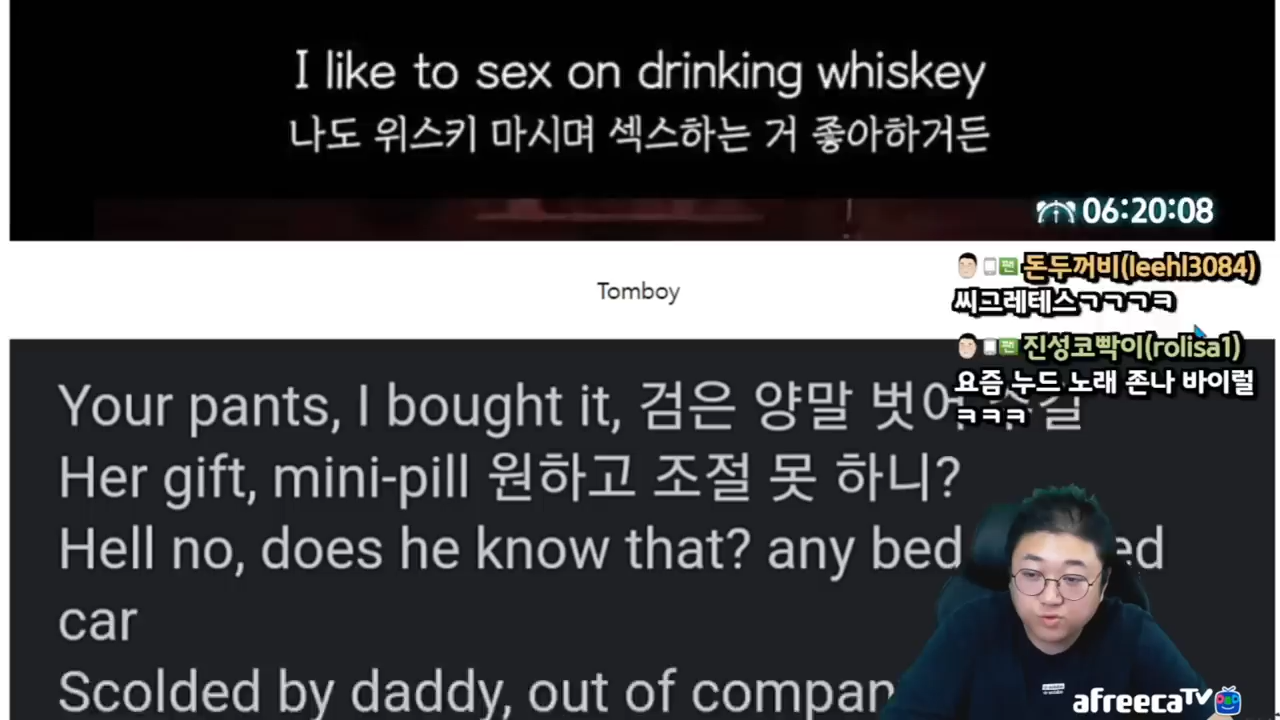 I like to sex on drinking whiskey
나도 위스키 마시며 섹스하는 거 좋아하거든
06:20:08
Tomboy
돈두꺼비(leehl3084)
씨그레테스ㄱㄱㄱㅋ
진성코빡이(rolisa1)
요즘 누드 노래 존나 바이럴
ㅋㅋㅋ
Your pants, I bought it, 검은 양말 벗어
Her gift, mini-pill 원하고 조절 못 하니?
Hell no, does he know that? any bed
car
Scolded by daddy, out of
afreecaTV